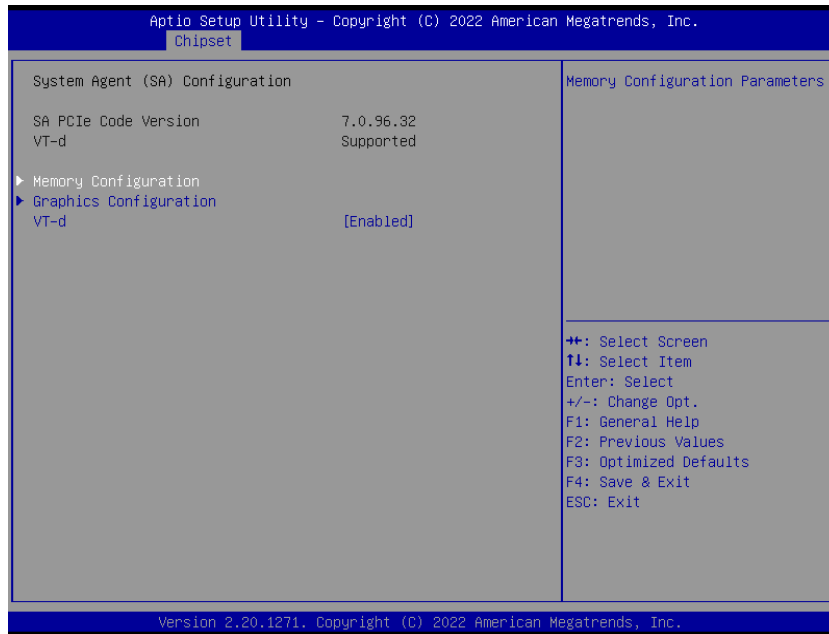 Aptio Setup Utility – Copyright (C) 2022 American Megatrends, Inc.
Chipset
System Agent (SA) Configuration
SA PCIe Code Version 7.0.96.32
VT-d Supported
Memory Configuration
Graphics Configuration
VT-d [Enabled]
Memory Configuration Parameters
→←: Select Screen
↑↓: Select Item
Enter: Select
+/-: Change Opt.
F1: General Help
F2: Previous Values
F3: Optimized Defaults
F4: Save & Exit
ESC: Exit
Version 2.20.1271. Copyright (C) 2022 American Megatrends, Inc.